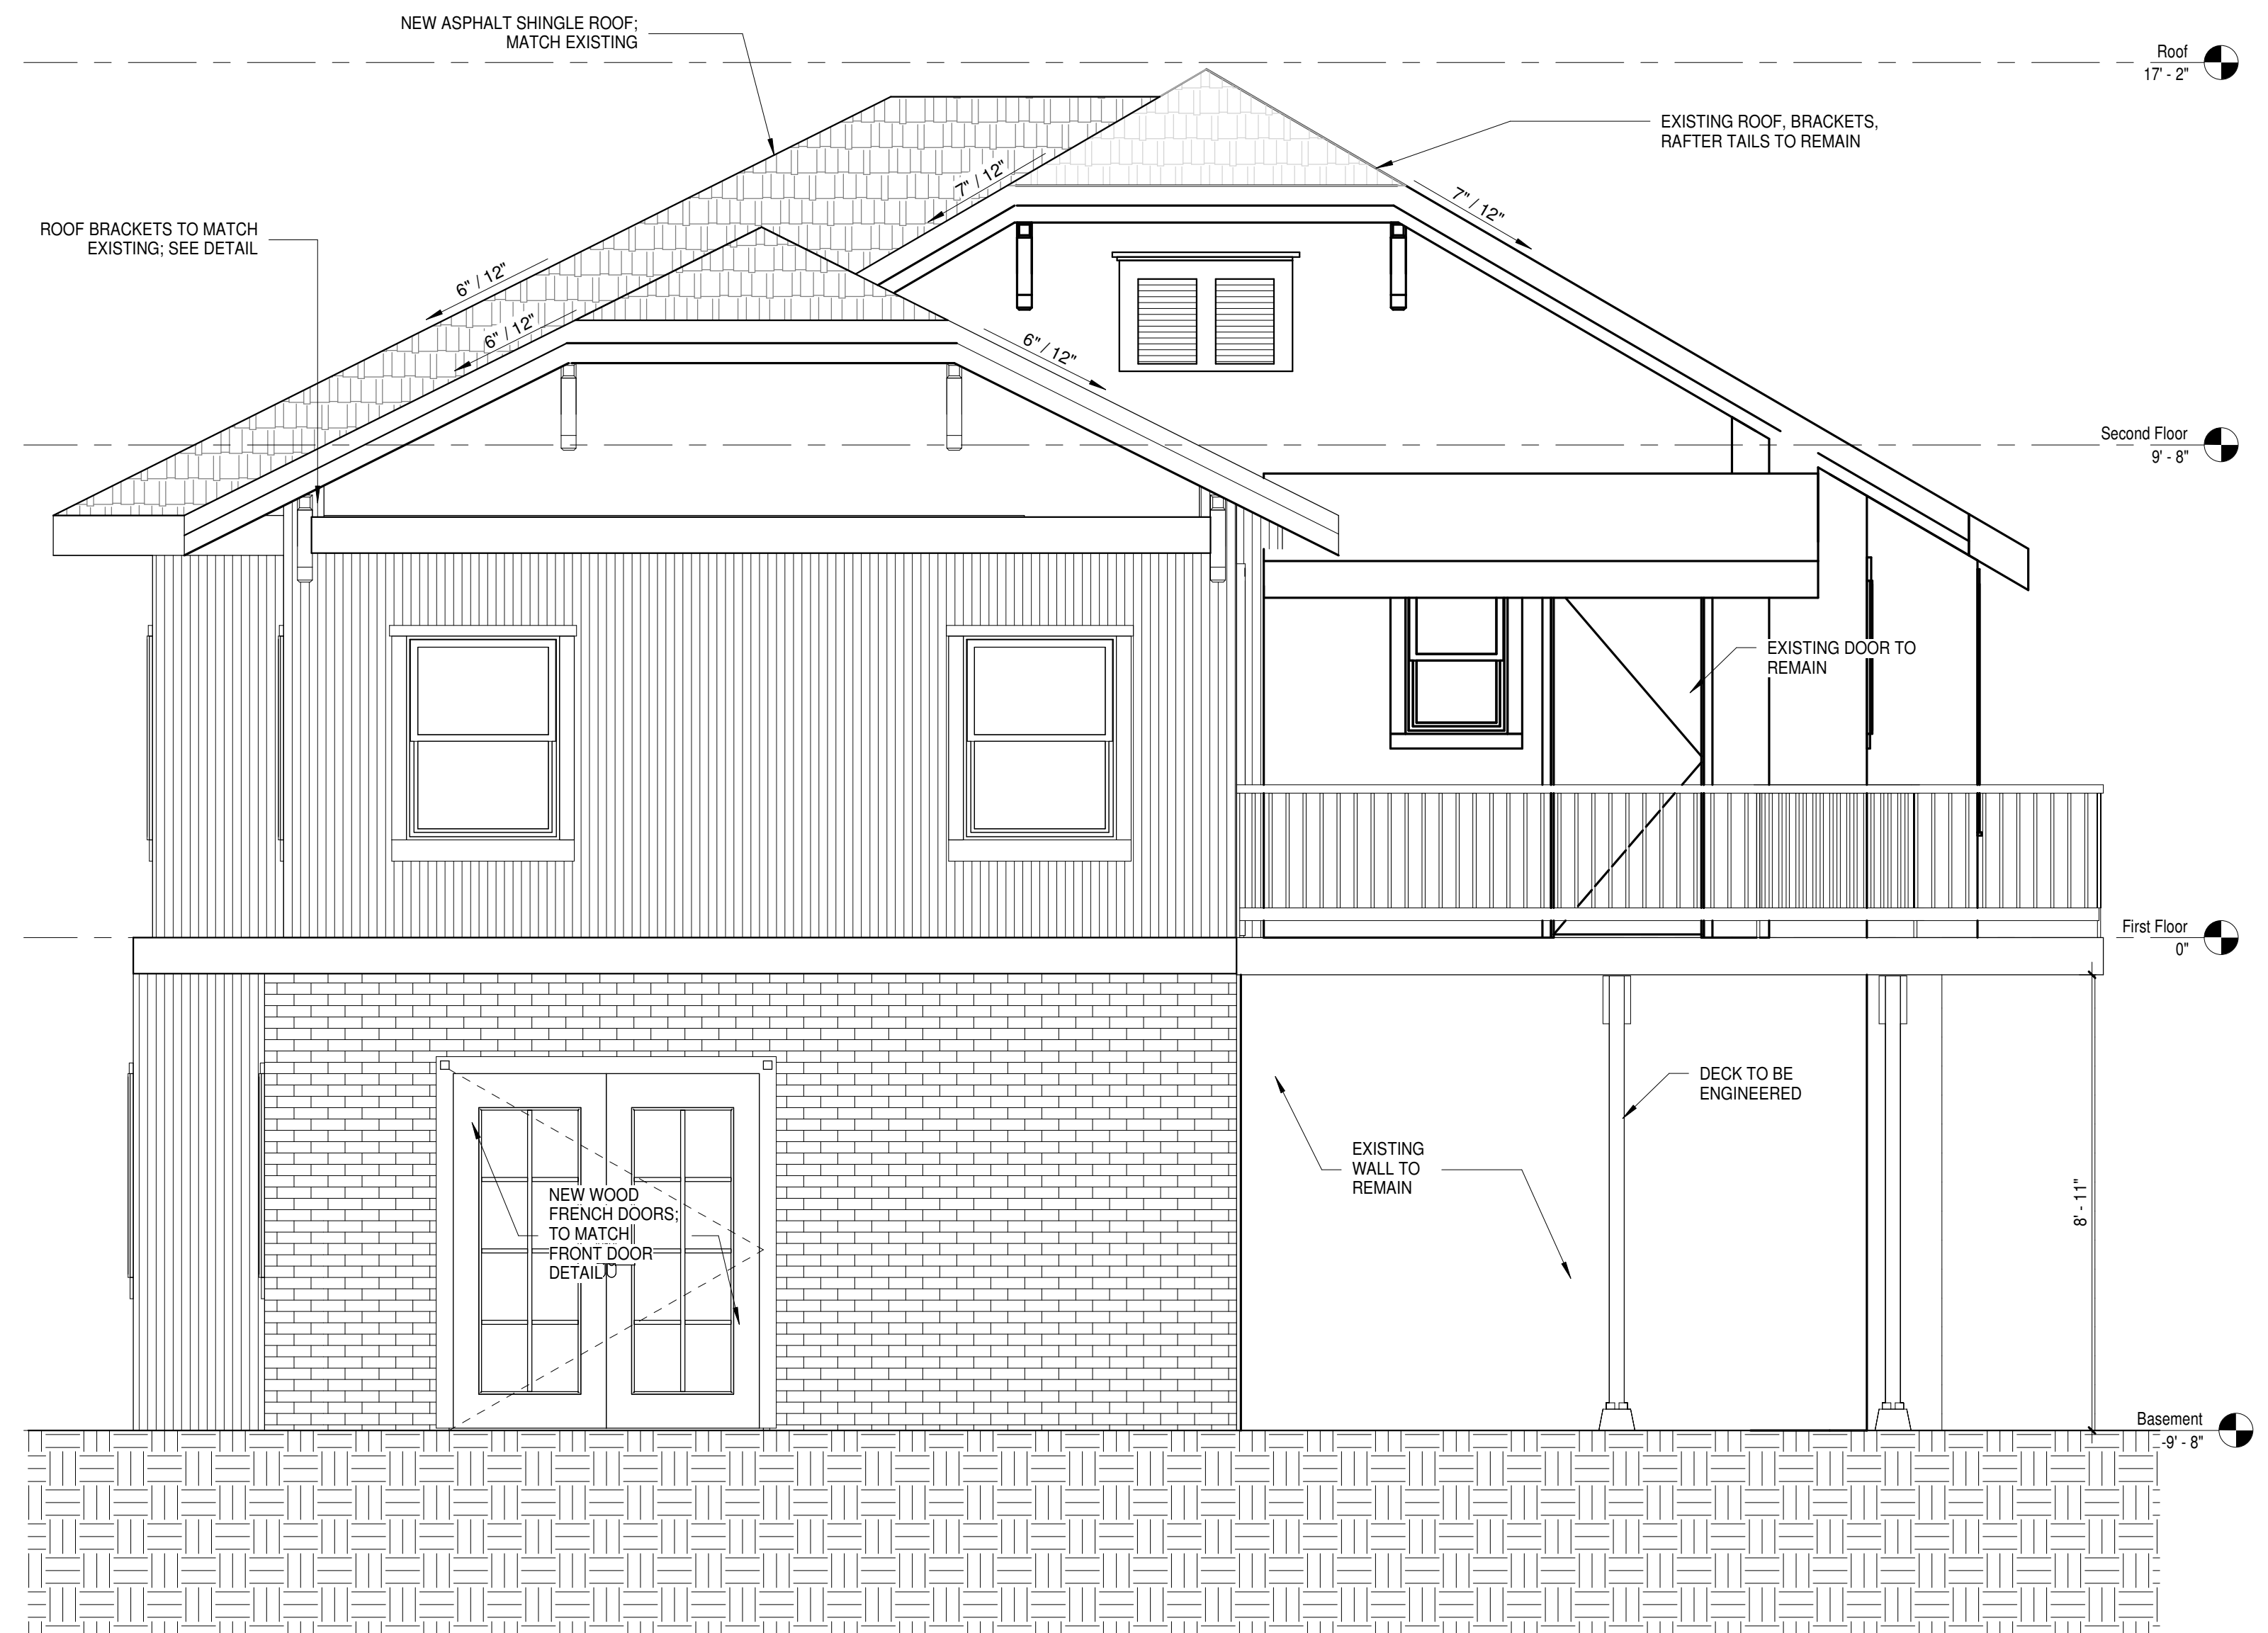 NEW ASPHALT SHINGLE ROOF;
MATCH EXISTING
Roof
17' - 2"
EXISTING ROOF, BRACKETS,
RAFTER TAILS TO REMAIN
7" / 12"
7" / 12"
ROOF BRACKETS TO MATCH
EXISTING; SEE DETAIL
6" / 12"
6" / 12"
6" / 12"
Second Floor
9' - 8"
EXISTING DOOR TO
REMAIN
First Floor
0"
DECK TO BE
ENGINEERED
EXISTING
WALL TO
REMAIN
8' - 11"
NEW WOOD
FRENCH DOORS;
TO MATCH
FRONT DOOR
DETAIL
Basement
-9' - 8"